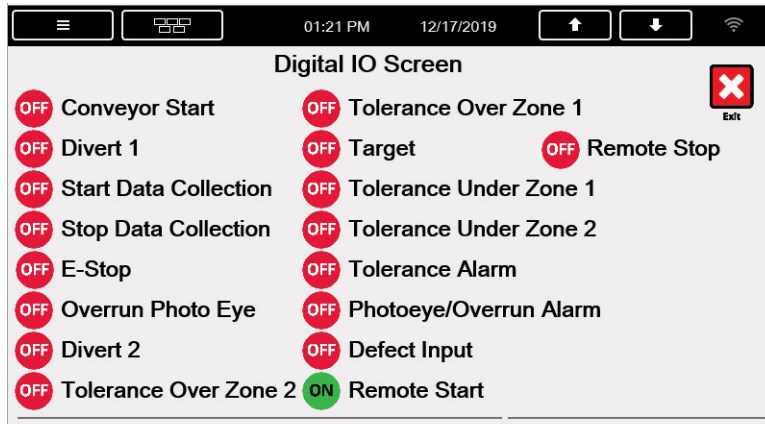 01:21 PM 12/17/2019
Digital IO Screen
Exit
OFF Conveyor Start OFF Tolerance Over Zone 1
OFF Divert 1 OFF Target OFF Remote Stop
OFF Start Data Collection OFF Tolerance Under Zone 1
OFF Stop Data Collection OFF Tolerance Under Zone 2
OFF E-Stop OFF Tolerance Alarm
OFF Overrun Photo Eye OFF Photoeye/Overrun Alarm
OFF Divert 2 OFF Defect Input
OFF Tolerance Over Zone 2 ON Remote Start